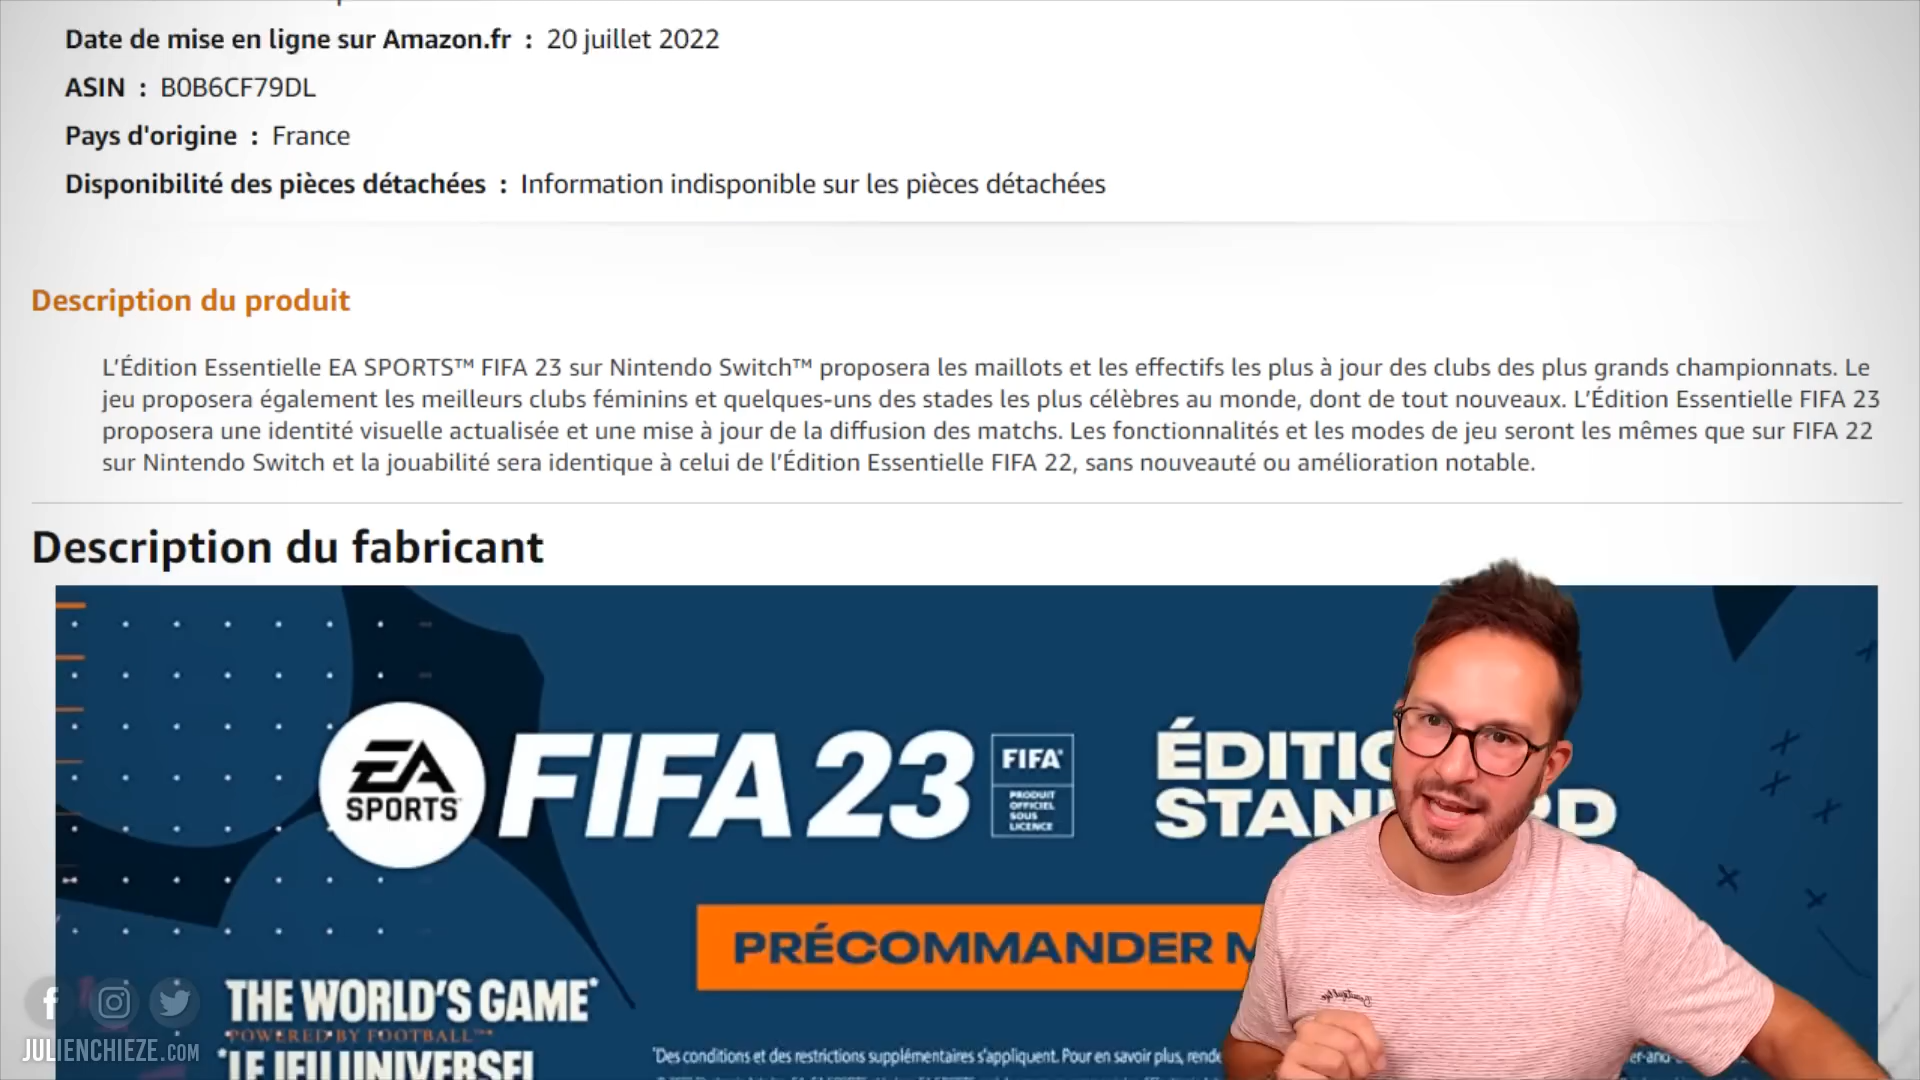 Date de mise en ligne sur Amazon.fr : 20 juillet 2022
ASIN : B0B6CF79DL
Pays d'origine : France
Disponibilité des pièces détachées : Information indisponible sur les pièces détachées
Description du produit
L'Édition Essentielle EA SPORTS™ FIFA 23 sur Nintendo Switch™ proposera les maillots et les effectifs les plus à jour des clubs des plus grands championnats. Le
jeu proposera également les meilleurs clubs féminins et quelques-uns des stades les plus célèbres au monde, dont de tout nouveaux. L'Édition Essentielle FIFA 23
proposera une identité visuelle actualisée et une mise à jour de la diffusion des matchs. Les fonctionnalités et les modes de jeu seront les mêmes que sur FIFA 22
sur Nintendo Switch et la jouabilité sera identique à celui de l'Édition Essentielle FIFA 22, sans nouveauté ou amélioration notable.
Description du fabricant
EA
SPORTS™
FIFA 23
FIFA®
PRODUIT
OFFICIEL
SOUS
LICENCE
ÉDITIO
STAN RD
PRÉCOMMANDER
THE WORLD'S GAME*
POWERED BY FOOTBALL™
*LE JEU UNIVERSEL
*Des conditions et des restrictions supplémentaires s'appliquent. Pour en savoir plus,
JULIENCHIEZE.COM